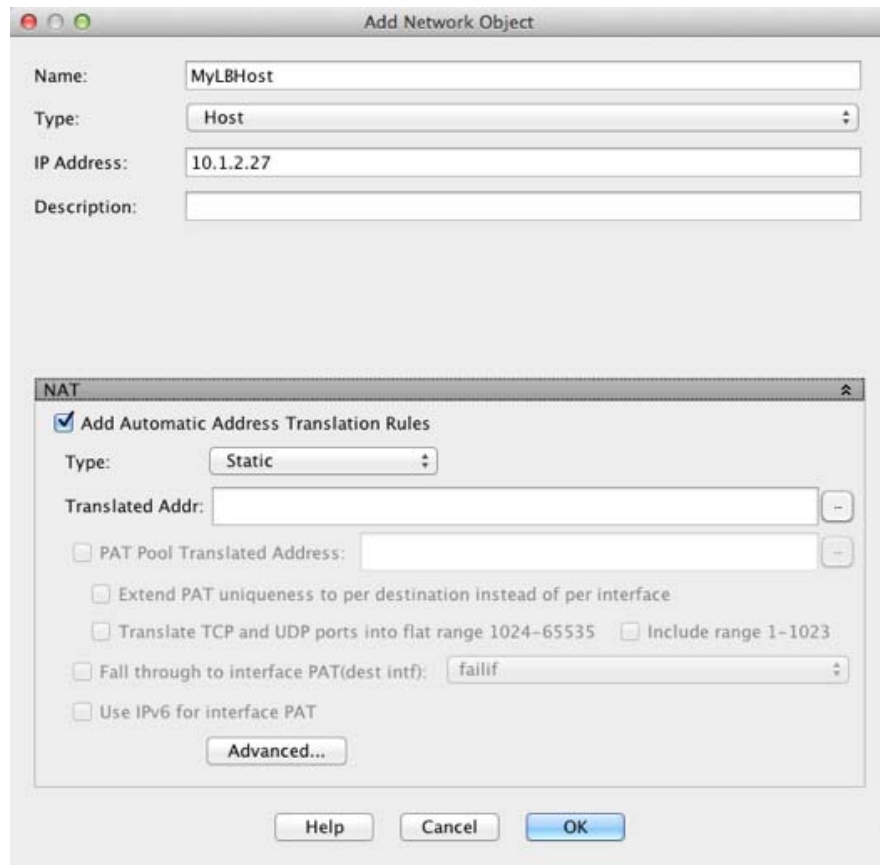 Add Network Object
Name: MyLBHost
Type: Host
IP Address: 10.1.2.27
Description:
NAT
Add Automatic Address Translation Rules
Type: Static
Translated Addr:
PAT Pool Translated Address:
Extend PAT uniqueness to per destination instead of per interface
Translate TCP and UDP ports into flat range 1024-65535 Include range 1-1023
Fall through to interface PAT(dest intf): failif
Use IPv6 for interface PAT
Advanced...
Help Cancel OK